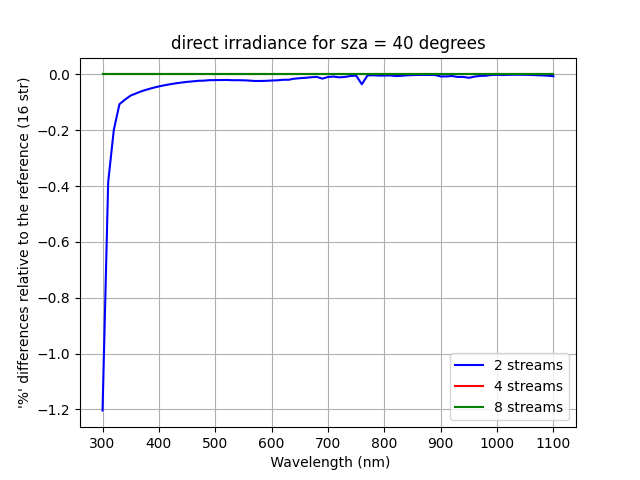 direct irradiance for sza = 40 degrees
'%' differences relative to the reference (16 str)
0.0
−0.2
−0.4
−0.6
−0.8
−1.0
−1.2
2 streams
4 streams
8 streams
300 400 500 600 700 800 900 1000 1100
Wavelength (nm)